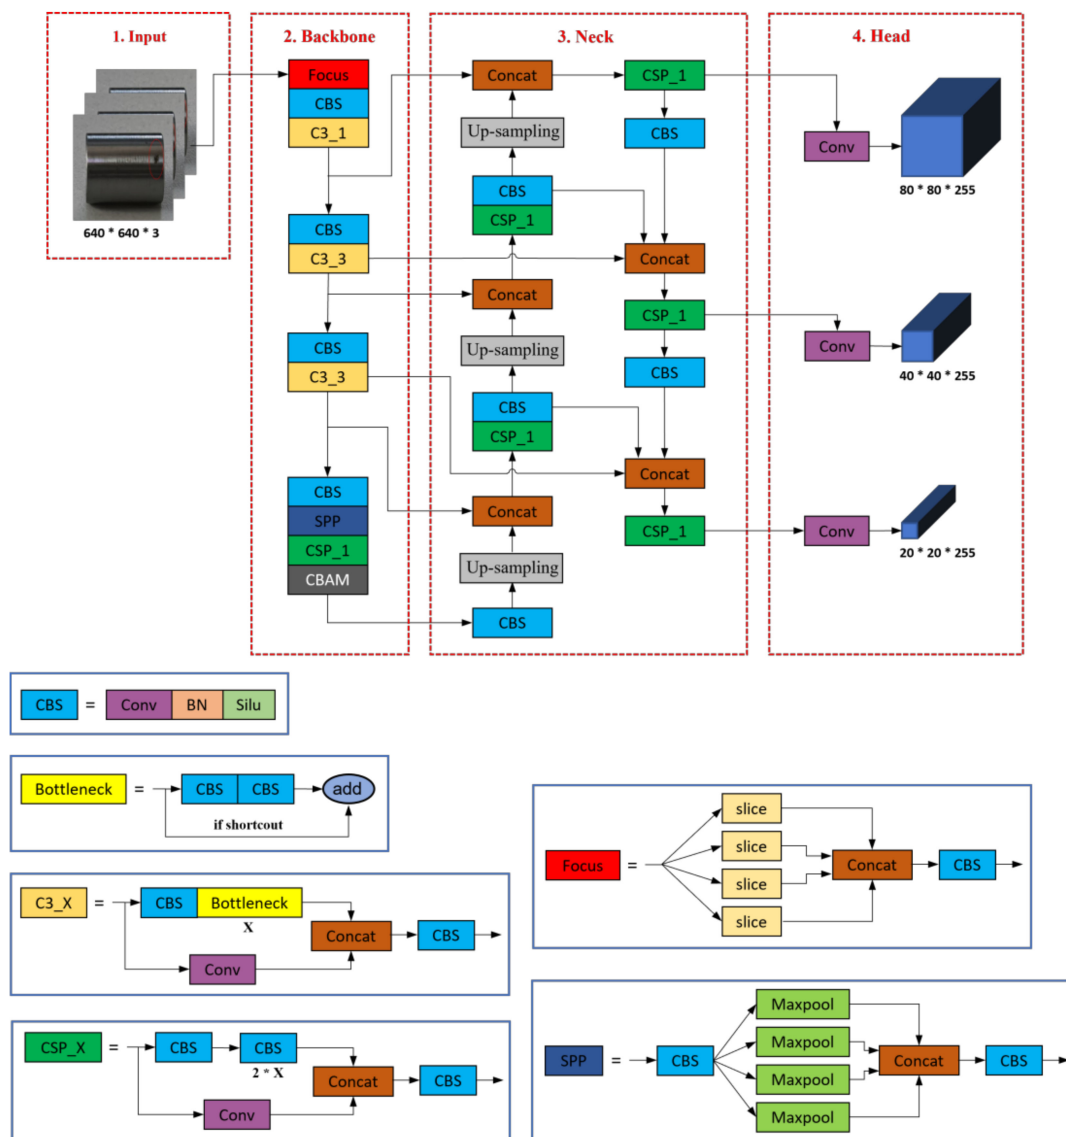 1. Input
2. Backbone
3. Neck
4. Head
640 * 640 * 3
Focus
CBS
C3_1
CBS
C3_3
CBS
C3_3
CBS
SPP
CSP_1
CBAM
Concat
Up-sampling
CBS
CSP_1
Concat
Up-sampling
CBS
CSP_1
Concat
Up-sampling
CBS
CSP_1
CBS
Concat
CSP_1
CBS
Concat
CSP_1
Conv
80 * 80 * 255
Conv
40 * 40 * 255
Conv
20 * 20 * 255
CBS = Conv BN Silu
Bottleneck = CBS CBS add
if shortcout
C3_X = CBS Bottleneck
X
Concat CBS
Conv
CSP_X = CBS CBS
2 * X
Concat CBS
Conv
slice
slice
Focus = Concat CBS
slice
slice
Maxpool
Maxpool
SPP = CBS Concat CBS
Maxpool
Maxpool